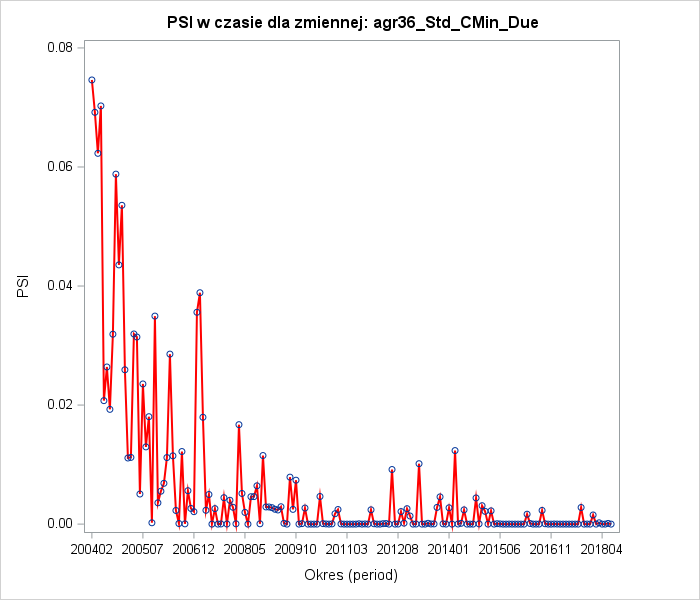 PSI w czasie dla zmiennej: agr36_Std_CMin_Due
0.08
0.06
0.04
0.02
0.00
PSI
200402 200507 200612 200805 200910 201103 201208 201401 201506 201611 201804
Okres (period)